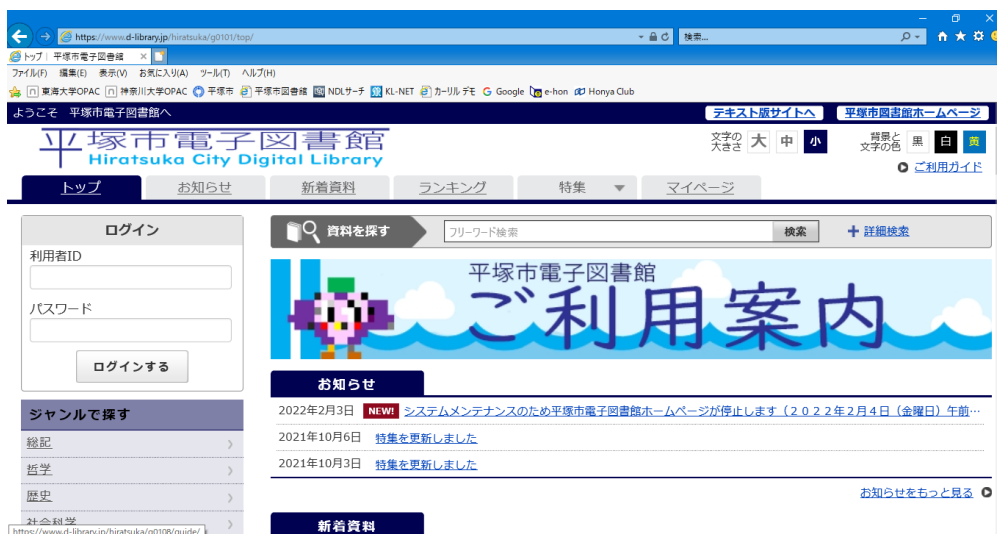 https://www.d-library.jp/hiratsuka/g0101/top/
検索...
トップ｜ 平塚市電子図書館
ファイル(F) 編集(E) 表示(V) お気に入り(A) ツール(T) ヘルプ(H)
東海大学OPAC 神奈川大学OPAC 平塚市 平塚市図書館 NDLサーチ KL-NET カーリルデモ Google e-hon Honya Club
ようこそ 平塚市電子図書館へ
テキスト版サイトへ 平塚市図書館ホームページ
平塚市電子図書館
Hiratsuka City Digital Library
文字の大きさ 大 中 小 背景と文字の色 黒 白 黄
ご利用ガイド
トップ お知らせ 新着資料 ランキング 特集 マイページ
ログイン
利用者ID
パスワード
ログインする
ジャンルで探す
総記
哲学
歴史
社会科学
https://www.d-library.jp/hiratsuka/g0108/guide/
資料を探す フリーワード検索 検索 詳細検索
平塚市電子図書館
ご利用案内
お知らせ
2022年2月3日 NEW! システムメンテナンスのため平塚市電子図書館ホームページが停止します（２０２２年２月４日（金曜日）午前…
2021年10月6日 特集を更新しました
2021年10月3日 特集を更新しました
お知らせをもっと見る
新着資料